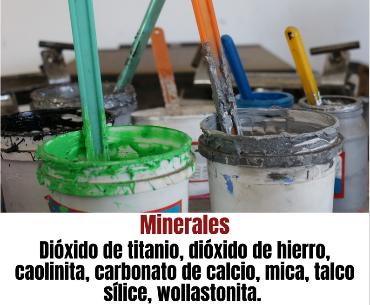 Minerales
Dióxido de titanio, dióxido de hierro,
caolinita, carbonato de calcio, mica, talco
sílice, wollastonita.